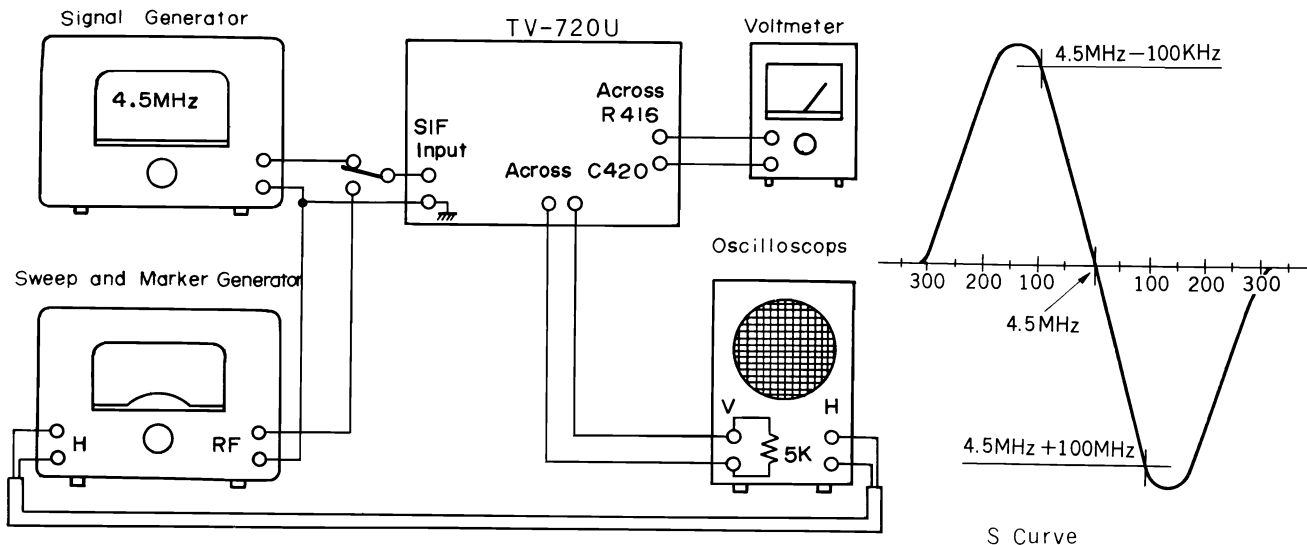 Signal Generator
4.5MHz
TV-720U
SIF
Input
Across
R416
Across C420
Voltmeter
Sweep and Marker Generator
H
RF
Oscilloscops
V
H
5K
4.5MHz-100KHz
300 200 100
100 200 300
4.5MHz
4.5MHz+100MHz
S Curve